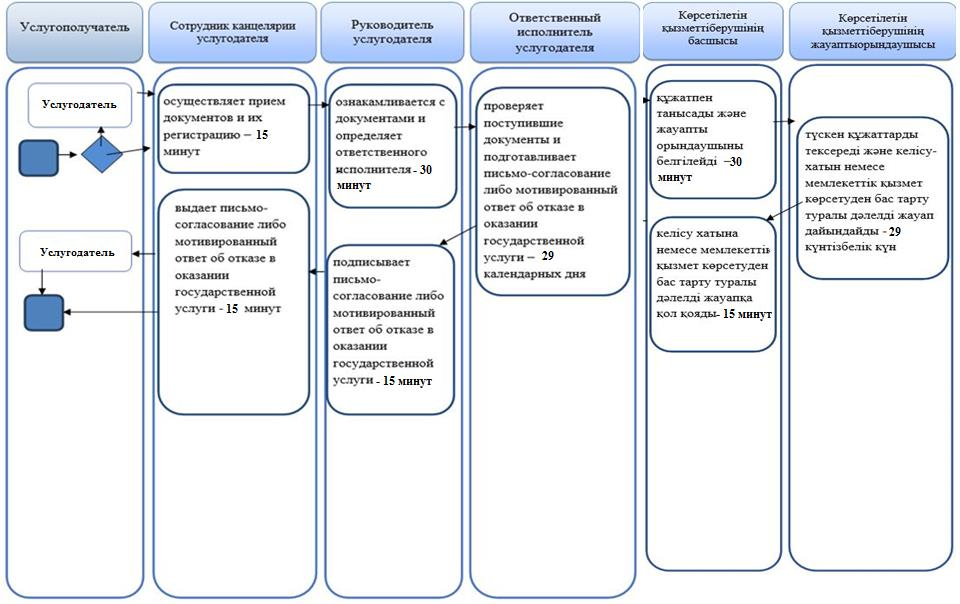 Услугополучатель
Сотрудник канцелярии
услугодателя
Руководитель
услугодателя
Ответственный
исполнитель
услугодателя
Көрсетілетін
қызметтіберушінің
басшысы
Көрсетілетін
қызметтіберушінің
жауаптыорындаушысы
Услугодатель
осуществляет прием
документов и их
регистрацию – 15
минут
ознакамливается с
документами и
определяет
ответственного
исполнителя - 30
минут
проверяет
поступившие
документы и
подготавливает
письмо-согласование
либо мотивированный
ответ об отказе в
оказании
государственной
услуги – 29
календарных дня
құжатпен
танысады және
жауапты
орындаушыны
белгілейді –30
минут
түскен құжаттарды
тексереді және келісу-
хатын немесе
мемлекеттік қызмет
көрсетуден бас тарту
туралы дәлелді жауап
дайындайды - 29
күнтізбелік күн
Услугодатель
выдает письмо-
согласование либо
мотивированный
ответ об отказе в
оказании
государственной
услуги - 15 минут
подписывает
письмо-
согласование либо
мотивированный
ответ об отказе в
оказании
государственной
услуги - 15 минут
келісу хатына
немесе мемлекеттік
қызмет көрсетуден
бас тарту туралы
дәлелді жауапқа
қол қояды- 15 минут